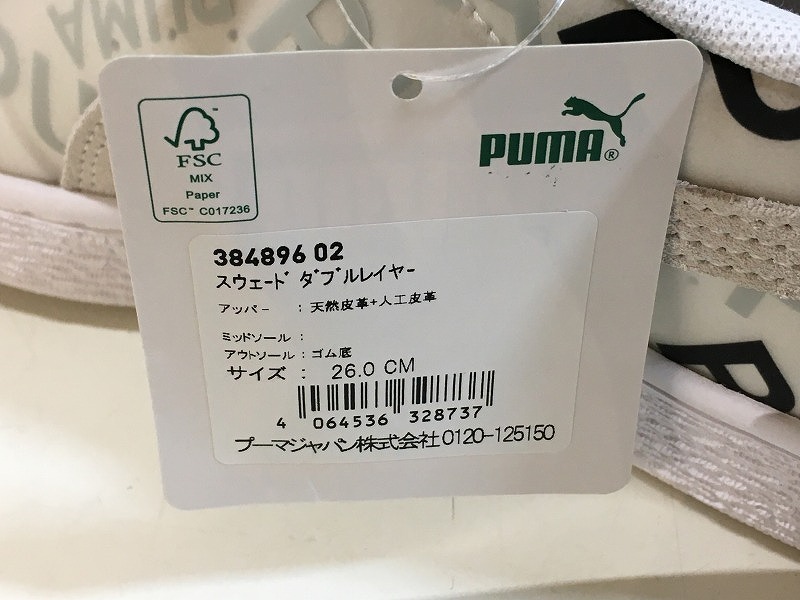 FSC
MIX
Paper
FSC™ C017236
PUMA®
384896 02
スウェード ダブルレイヤー
アッパー : 天然皮革+人工皮革
ミッドソール :
アウトソール : ゴム底
サイズ : 26.0 CM
4 064536 328737
プーマジャパン株式会社 0120-125150
PUMA
P